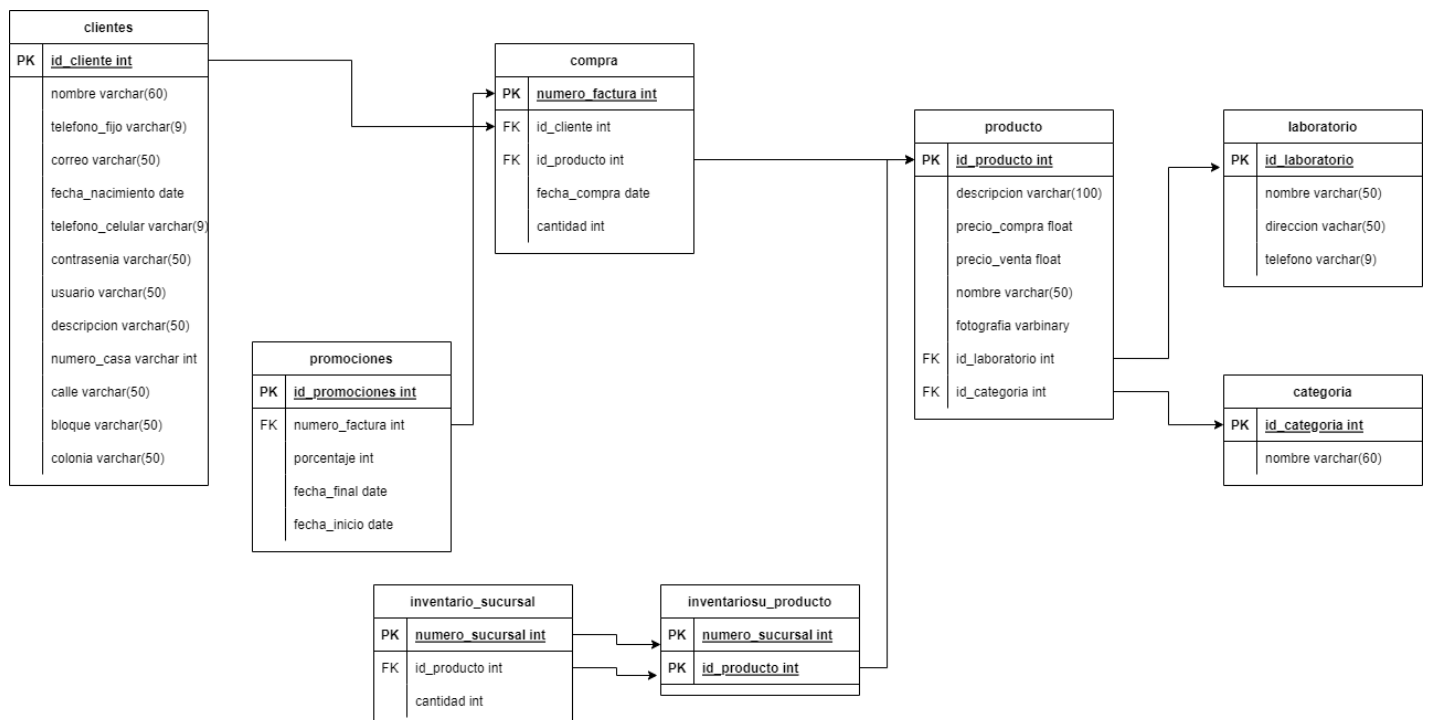 clientes
PK id_cliente int
nombre varchar(60)
telefono_fijo varchar(9)
correo varchar(50)
fecha_nacimiento date
telefono_celular varchar(9)
contrasenia varchar(50)
usuario varchar(50)
descripcion varchar(50)
numero_casa varchar int
calle varchar(50)
bloque varchar(50)
colonia varchar(50)
compra
PK numero_factura int
FK id_cliente int
FK id_producto int
fecha_compra date
cantidad int
producto
PK id_producto int
descripcion varchar(100)
precio_compra float
precio_venta float
nombre varchar(50)
fotografia varbinary
FK id_laboratorio int
FK id_categoria int
laboratorio
PK id_laboratorio
nombre varchar(50)
direccion vachar(50)
telefono varchar(9)
promociones
PK id_promociones int
FK numero_factura int
porcentaje int
fecha_final date
fecha_inicio date
categoria
PK id_categoria int
nombre varchar(60)
inventario_sucursal
PK numero_sucursal int
FK id_producto int
cantidad int
inventariosu_producto
PK numero_sucursal int
PK id_producto int